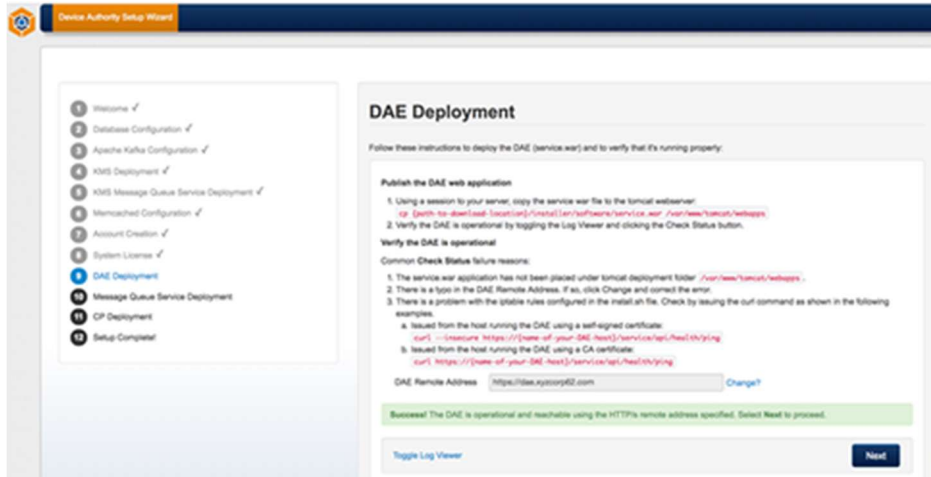 Device Authority Setup Wizard
1 Welcome ✓
2 Database Configuration ✓
3 Apache Kafka Configuration ✓
4 KMS Deployment ✓
5 KMS Message Queue Service Deployment ✓
6 Memcached Configuration ✓
7 Account Creation ✓
8 System License ✓
9 DAE Deployment
10 Message Queue Service Deployment
11 CP Deployment
12 Setup Complete!
DAE Deployment
Follow these instructions to deploy the DAE (service.war) and to verify that it's running properly:
Publish the DAE web application
1. Using a session to your server, copy the service war file to the tomcat webserver:
cp {path-to-download-location}/installer/software/service.war /var/www/tomcat/webapps
2. Verify the DAE is operational by toggling the Log Viewer and clicking the Check Status button.
Verify the DAE is operational
Common Check Status failure reasons:
1. The service.war application has not been placed under tomcat deployment folder /var/www/tomcat/webapps.
2. There is a typo in the DAE Remote Address. If so, click Change and correct the error.
3. There is a problem with the iptable rules configured in the install.sh file. Check by issuing the curl command as shown in the following
examples.
a. Issued from the host running the DAE using a self-signed certificate:
curl --insecure https://{name-of-your-DAE-host}/service/api/health/ping
b. Issued from the host running the DAE using a CA certificate:
curl https://{name-of-your-DAE-host}/service/api/health/ping
DAE Remote Address https://dae.xyzcorp62.com Change?
Success! The DAE is operational and reachable using the HTTP/s remote address specified. Select Next to proceed.
Toggle Log Viewer Next